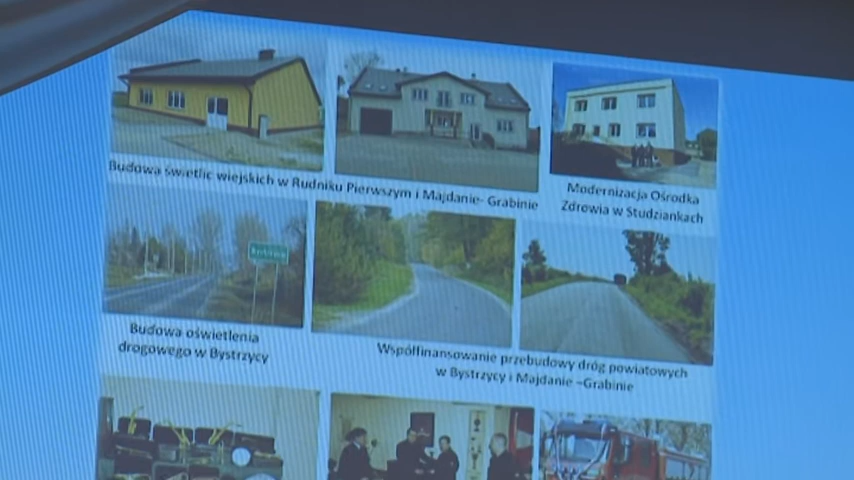 Budowa świetlic wiejskich w Rudniku Pierwszym i Majdanie- Grabinie
Modernizacja Ośrodka
Zdrowia w Studziankach
Bystrzyca
Budowa oświetlenia
drogowego w Bystrzycy
Współfinansowanie przebudowy dróg powiatowych
w Bystrzycy i Majdanie –Grabinie